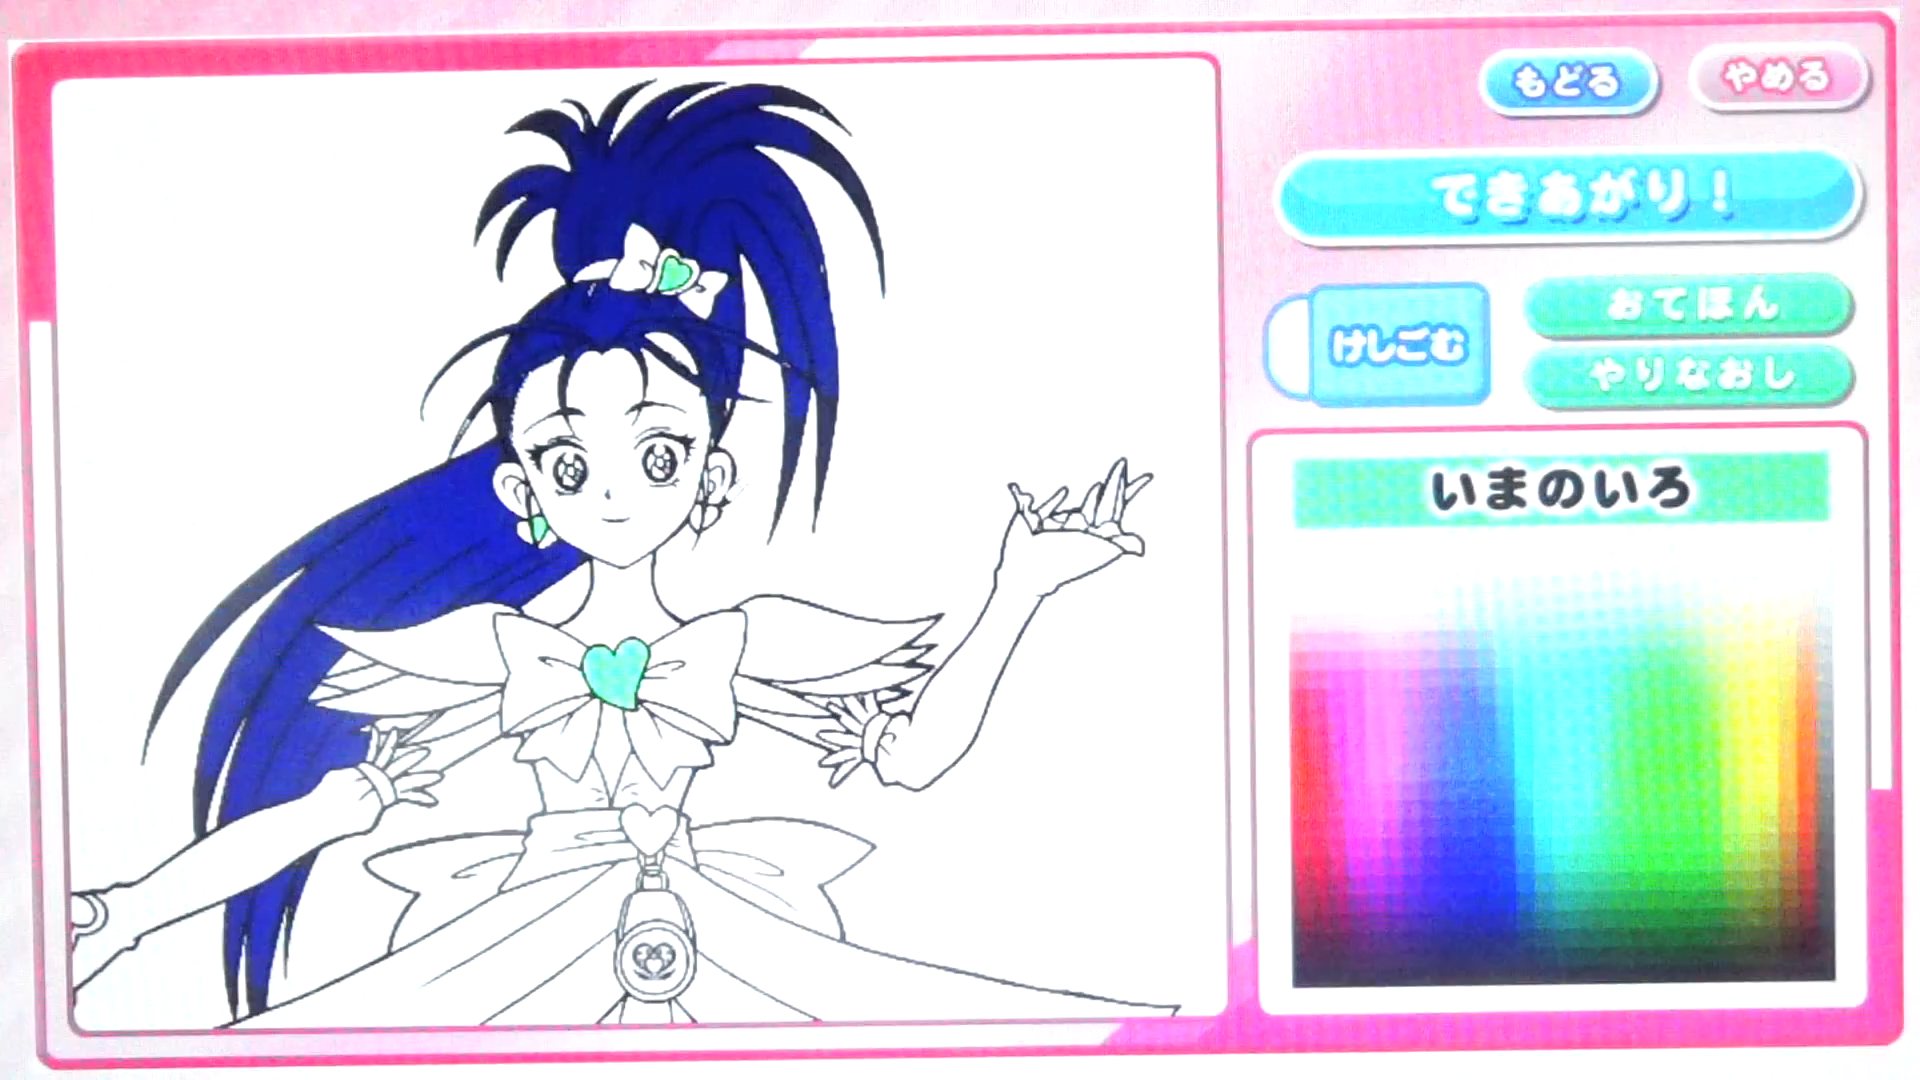 もどる
やめる
できあがり！
けしごむ
おてほん
やりなおし
いまのいろ